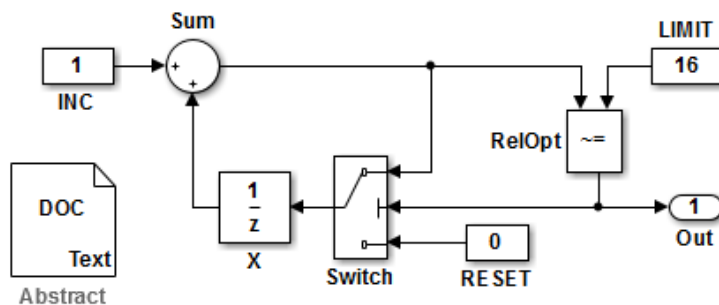 Sum
LIMIT
1
+
+
16
INC
RelOpt
~=
DOC
Text
1
z
X
Switch
0
RESET
1
Out
Abstract